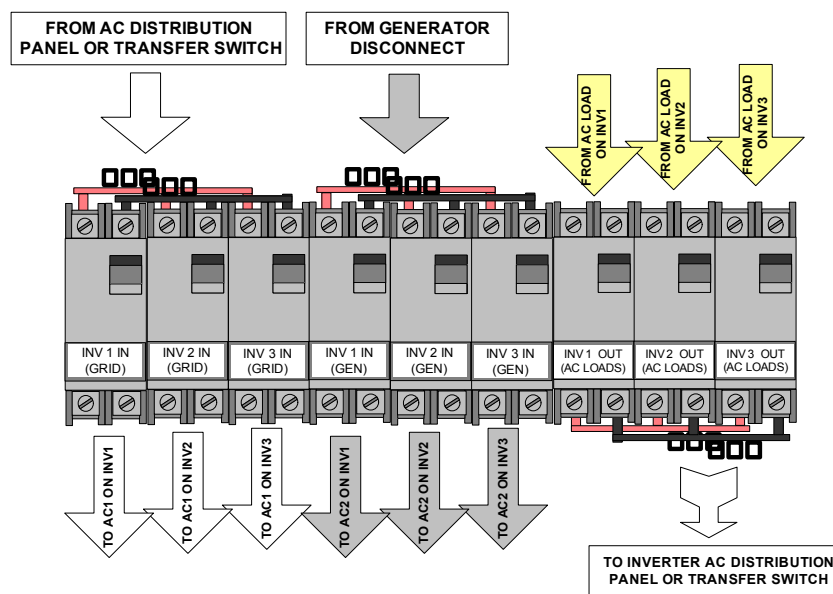 FROM AC DISTRIBUTION
PANEL OR TRANSFER SWITCH
FROM GENERATOR
DISCONNECT
FROM AC LOAD
ON INV1
FROM AC LOAD
ON INV2
FROM AC LOAD
ON INV3
INV 1 IN
(GRID)
INV 2 IN
(GRID)
INV 3 IN
(GRID)
INV 1 IN
(GEN)
INV 2 IN
(GEN)
INV 3 IN
(GEN)
INV 1 OUT
(AC LOADS)
INV2 OUT
(AC LOADS)
INV3 OUT
(AC LOADS)
TO AC1 ON INV1
TO AC1 ON INV2
TO AC1 ON INV3
TO AC2 ON INV1
TO AC2 ON INV2
TO AC2 ON INV3
TO INVERTER AC DISTRIBUTION
PANEL OR TRANSFER SWITCH